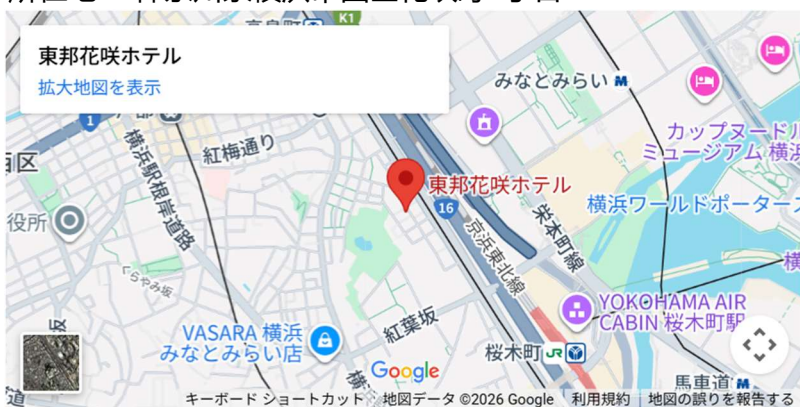 K1
東邦花咲ホテル
拡大地図を表示
1
みなとみらい
カップヌードル
ミュージアム 横浜
紅梅通り
西区
横浜駅根岸道路
東邦花咲ホテル
16
横浜ワールドポーターズ
役所
京浜東北線
栄本町線
くらやみ坂
YOKOHAMA AIR
CABIN 桜木町駅
VASARA 横浜
みなとみらい店
紅葉坂
桜木町
JR
Google
馬車道
キーボード ショートカット
地図データ ©2026 Google
利用規約
地図の誤りを報告する